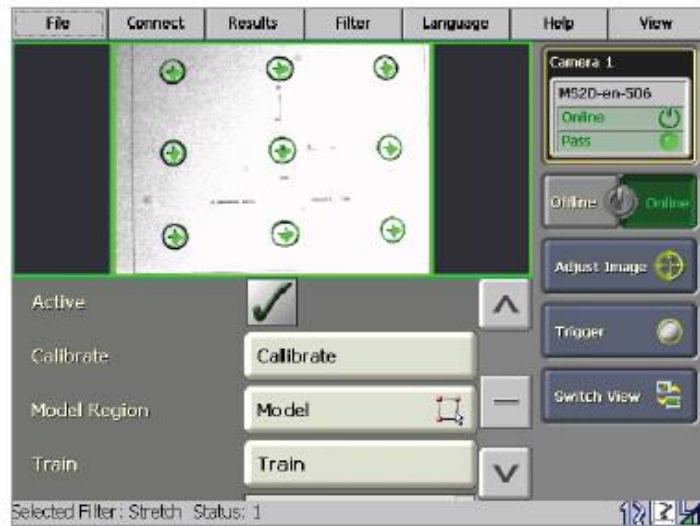 File Connect Results Filter Language Help View
Camera 1
MS2D-en-506
Online
Pass
Offline Online
Adjust Image
Trigger
Switch View
Active
Calibrate Calibrate
Model Region Model
Train Train
Selected Filter: Stretch Status: 1